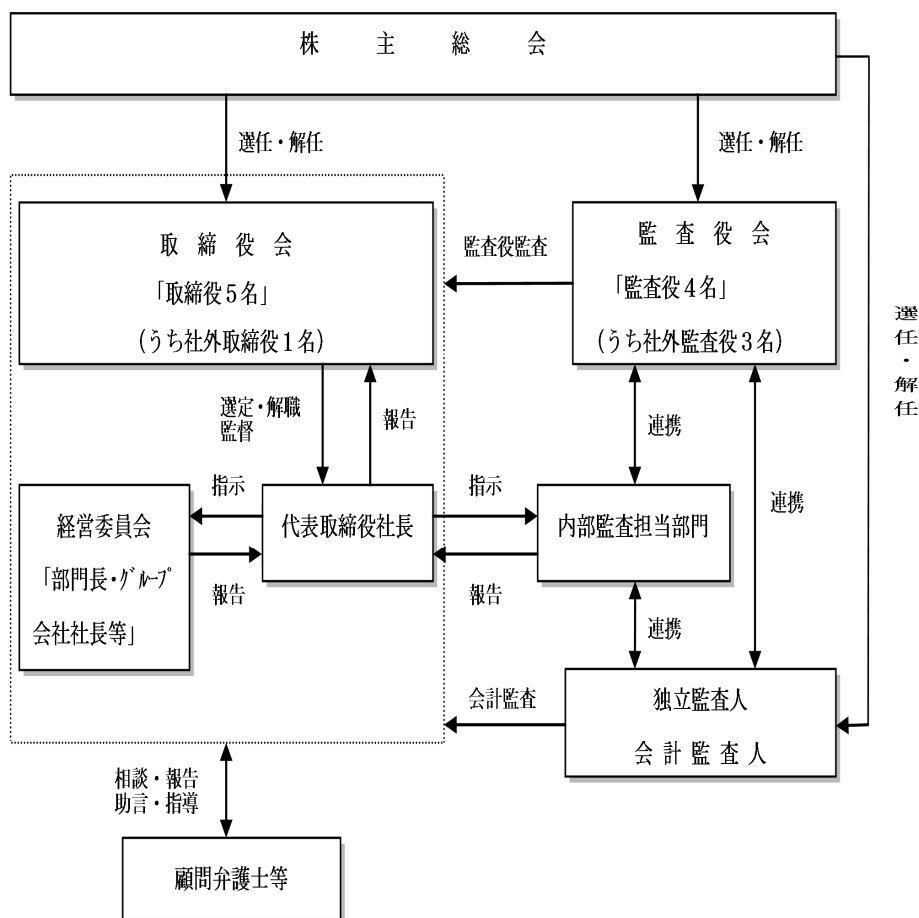 株主総会
選任・解任
選任・解任
取締役会
「取締役5名」
(うち社外取締役1名)
監査役監査
監査役会
「監査役4名」
(うち社外監査役3名)
選任・解任
選定・解職
監督
報告
連携
連携
指示
指示
経営委員会
「部門長・グループ
会社社長等」
代表取締役社長
内部監査担当部門
報告
報告
連携
会計監査
独立監査人
会計監査人
相談・報告
助言・指導
顧問弁護士等